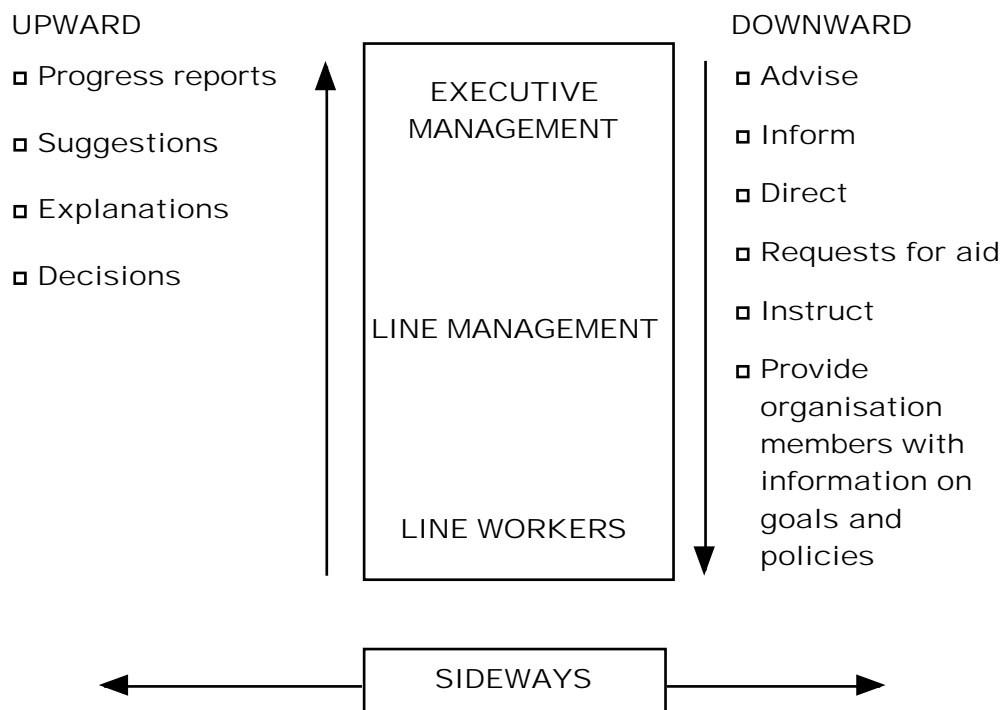 UPWARD
Progress reports
Suggestions
Explanations
Decisions
EXECUTIVE
MANAGEMENT
LINE MANAGEMENT
LINE WORKERS
DOWNWARD
Advise
Inform
Direct
Requests for aid
Instruct
Provide
organisation
members with
information on
goals and
policies
SIDEWAYS